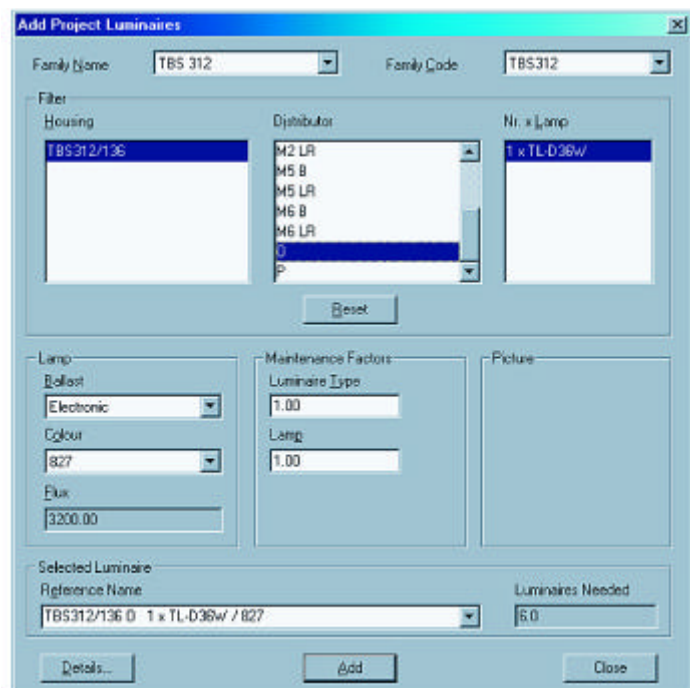 Add Project Luminaires
Family Name TBS 312 Family Code TBS312
Filter
Housing Distributor Nr. x Lamp
TBS312/136 M2 LR 1 x TL-D36W
M5 B
M5 LR
M6 B
M6 LR
O
P
Reset
Lamp Maintenance Factors Picture
Ballast Luminaire Type
Electronic 1.00
Colour Lamp
827 1.00
Flux
3200.00
Selected Luminaire
Reference Name Luminaires Needed
TBS312/136 O 1 x TL-D36W / 827 6.0
Details... Add Close